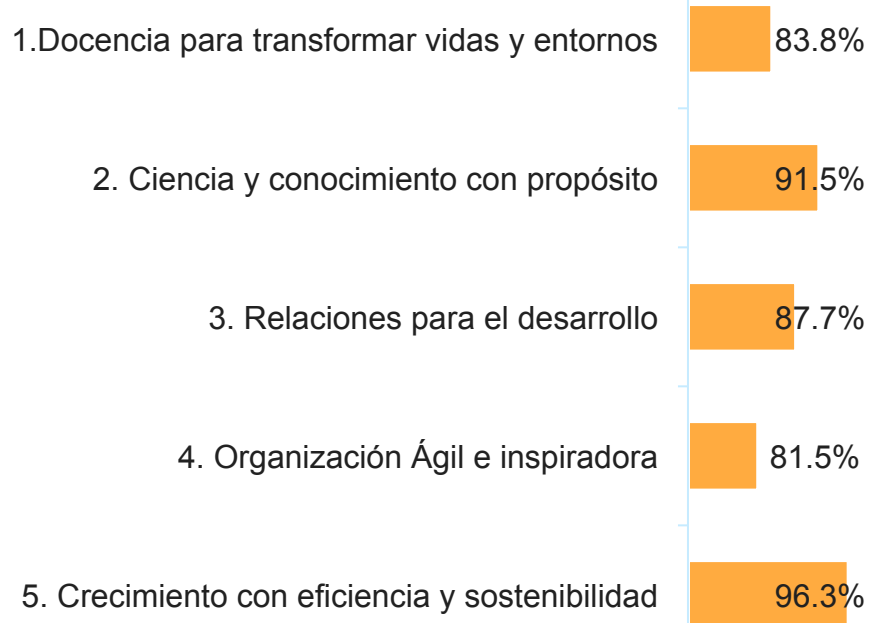 1.Docencia para transformar vidas y entornos 83.8%
2. Ciencia y conocimiento con propósito 91.5%
3. Relaciones para el desarrollo 87.7%
4. Organización Ágil e inspiradora 81.5%
5. Crecimiento con eficiencia y sostenibilidad 96.3%